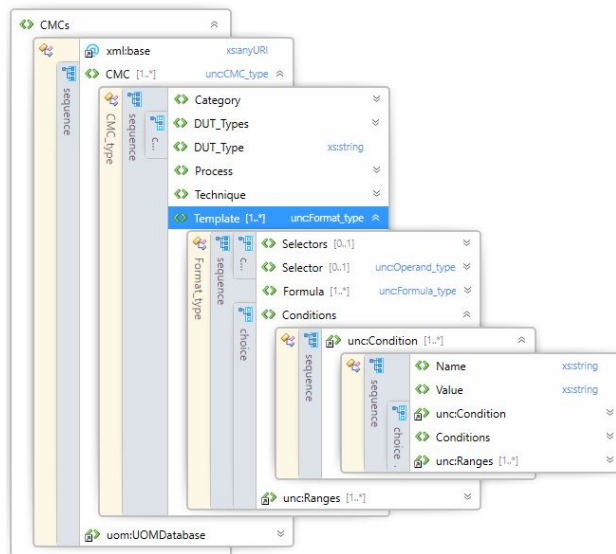 CMCs
xml:base xs:anyURI
sequence
CMC [1..*] unc:CMC_type
CMC_type
sequence
c...
Category
DUT_Types
DUT_Type xs:string
Process
Technique
Template [1..*] unc:Format_type
Format_type
sequence
c...
Selectors [0..1]
Selector [0..1] unc:Operand_type
Formula [1..*] unc:Formula_type
choice
Conditions
sequence
unc:Condition [1..*]
sequence
Name xs:string
Value xs:string
choice .
unc:Condition
Conditions
unc:Ranges [1..*]
unc:Ranges [1..*]
uom:UOMDatabase